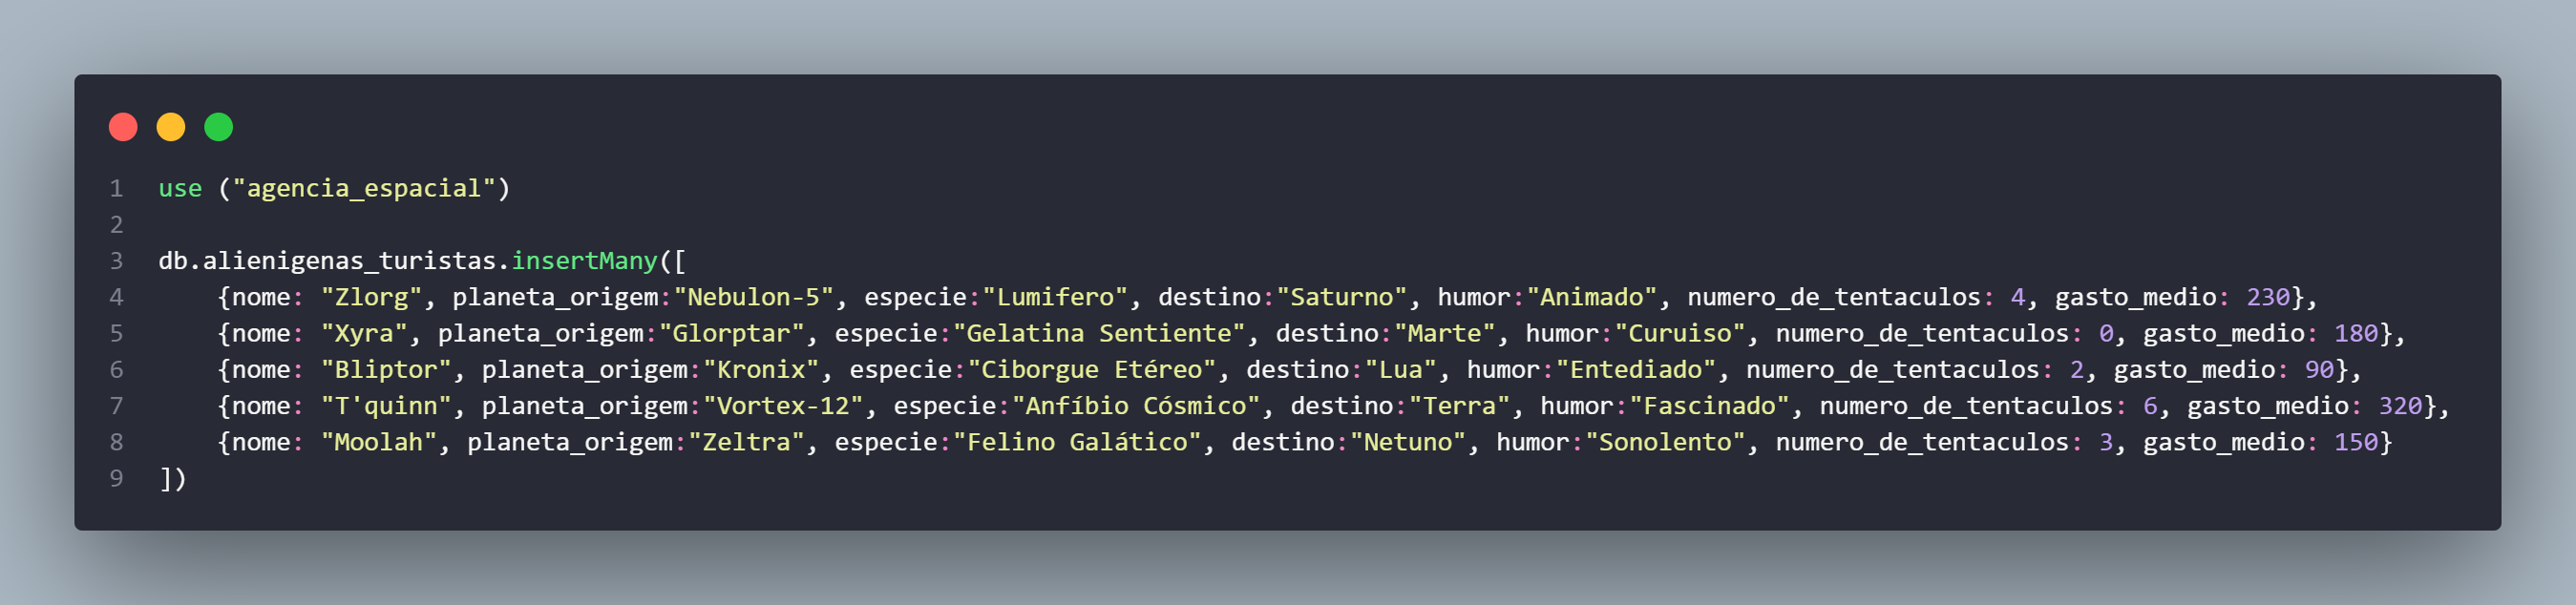 1 use ("agencia_espacial")
2
3 db.alienigenas_turistas.insertMany([
4 {nome: "Zlorg", planeta_origem:"Nebulon-5", especie:"Lumifero", destino:"Saturno", humor:"Animado", numero_de_tentaculos: 4, gasto_medio: 230},
5 {nome: "Xyra", planeta_origem:"Glorptar", especie:"Gelatina Sentiente", destino:"Marte", humor:"Curuiso", numero_de_tentaculos: 0, gasto_medio: 180},
6 {nome: "Bliptor", planeta_origem:"Kronix", especie:"Ciborgue Etéreo", destino:"Lua", humor:"Entediado", numero_de_tentaculos: 2, gasto_medio: 90},
7 {nome: "T'quinn", planeta_origem:"Vortex-12", especie:"Anfíbio Cósmico", destino:"Terra", humor:"Fascinado", numero_de_tentaculos: 6, gasto_medio: 320},
8 {nome: "Moolah", planeta_origem:"Zeltra", especie:"Felino Galático", destino:"Netuno", humor:"Sonolento", numero_de_tentaculos: 3, gasto_medio: 150}
9 ])